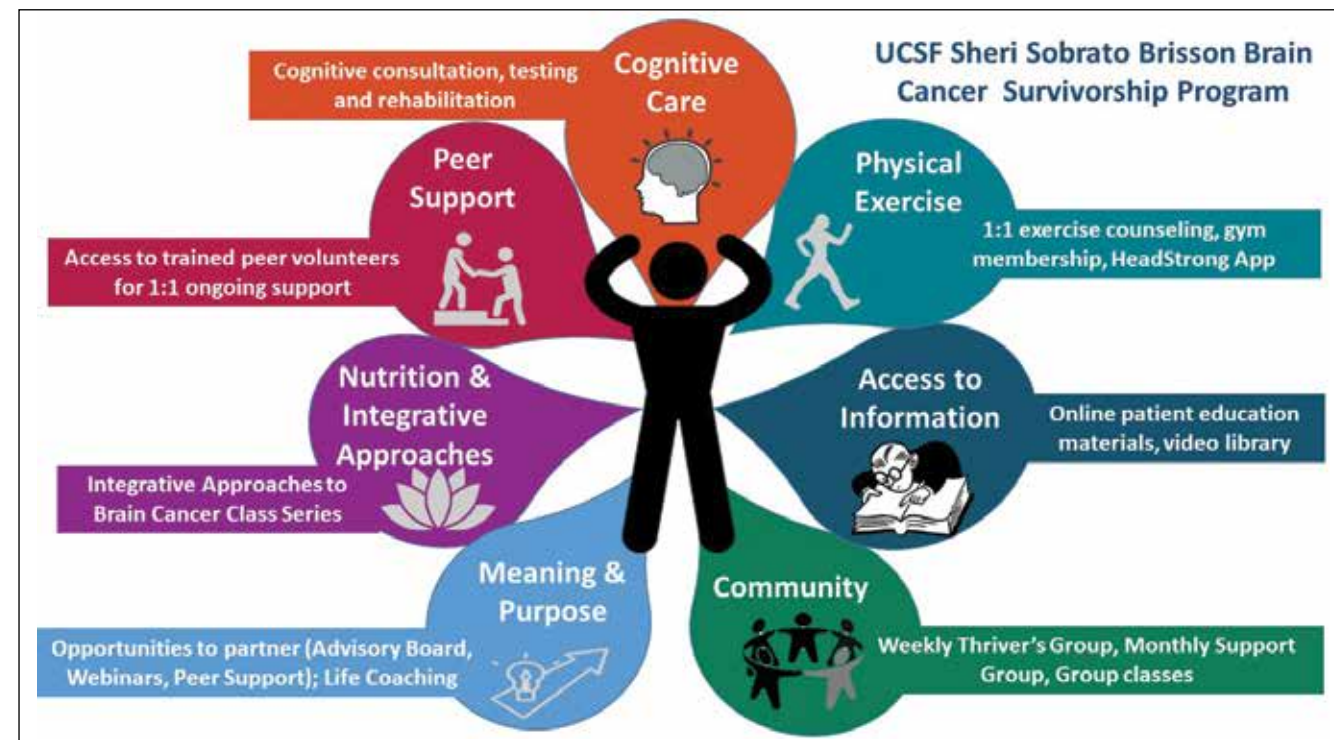 UCSF Sheri Sobrato Brisson Brain
Cancer Survivorship Program
Cognitive
Care
Cognitive consultation, testing
and rehabilitation
Physical
Exercise
1:1 exercise counseling, gym
membership, HeadStrong App
Access to
Information
Online patient education
materials, video library
Community
Weekly Thriver's Group, Monthly Support
Group, Group classes
Meaning &
Purpose
Opportunities to partner (Advisory Board,
Webinars, Peer Support); Life Coaching
Nutrition &
Integrative
Approaches
Integrative Approaches to
Brain Cancer Class Series
Peer
Support
Access to trained peer volunteers
for 1:1 ongoing support